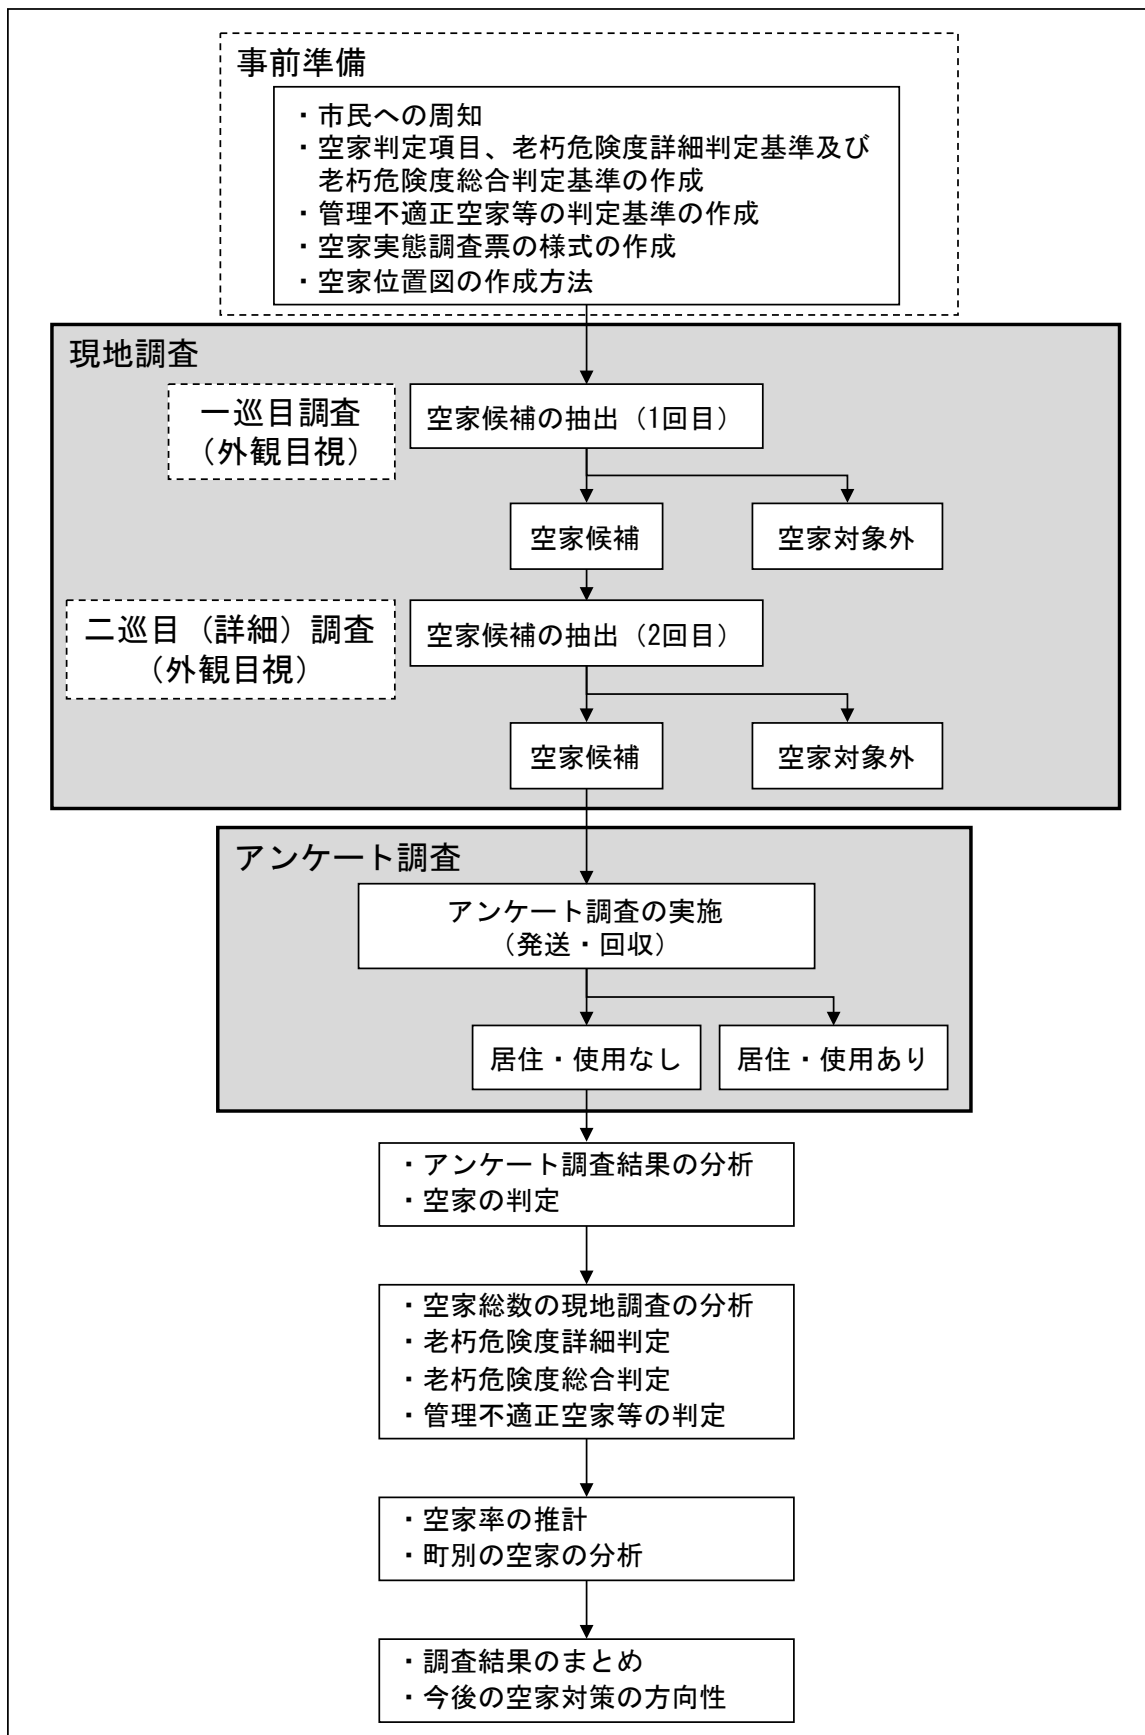 事前準備
・市民への周知
・空家判定項目、老朽危険度詳細判定基準及び
老朽危険度総合判定基準の作成
・管理不適正空家等の判定基準の作成
・空家実態調査票の様式の作成
・空家位置図の作成方法
現地調査
一巡目調査
（外観目視）
空家候補の抽出（1回目）
空家候補
空家対象外
二巡目（詳細）調査
（外観目視）
空家候補の抽出（2回目）
空家候補
空家対象外
アンケート調査
アンケート調査の実施
（発送・回収）
居住・使用なし
居住・使用あり
・アンケート調査結果の分析
・空家の判定
・空家総数の現地調査の分析
・老朽危険度詳細判定
・老朽危険度総合判定
・管理不適正空家等の判定
・空家率の推計
・町別の空家の分析
・調査結果のまとめ
・今後の空家対策の方向性